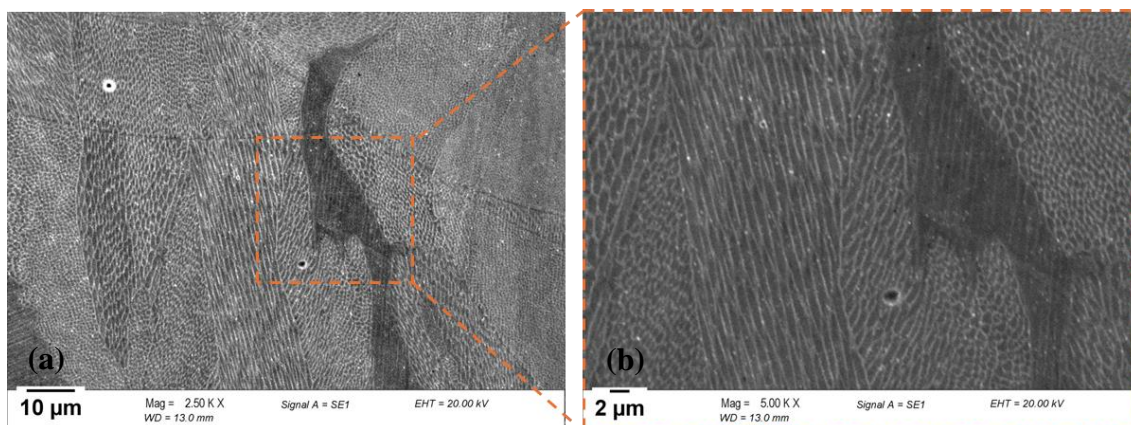 (a)
10 µm
Mag = 2.50 K X
WD = 13.0 mm
Signal A = SE1
EHT = 20.00 kV
(b)
2 µm
Mag = 5.00 K X
WD = 13.0 mm
Signal A = SE1
EHT = 20.00 kV